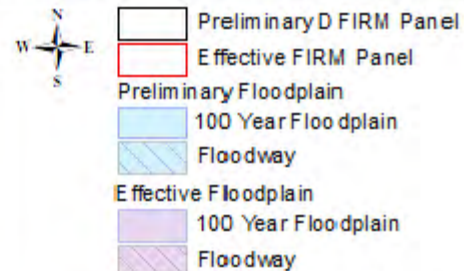 N
W E
S
Preliminary D FIRM Panel
Effective FIRM Panel
Preliminary Floodplain
100 Year Floodplain
Floodway
Effective Floodplain
100 Year Floodplain
Floodway